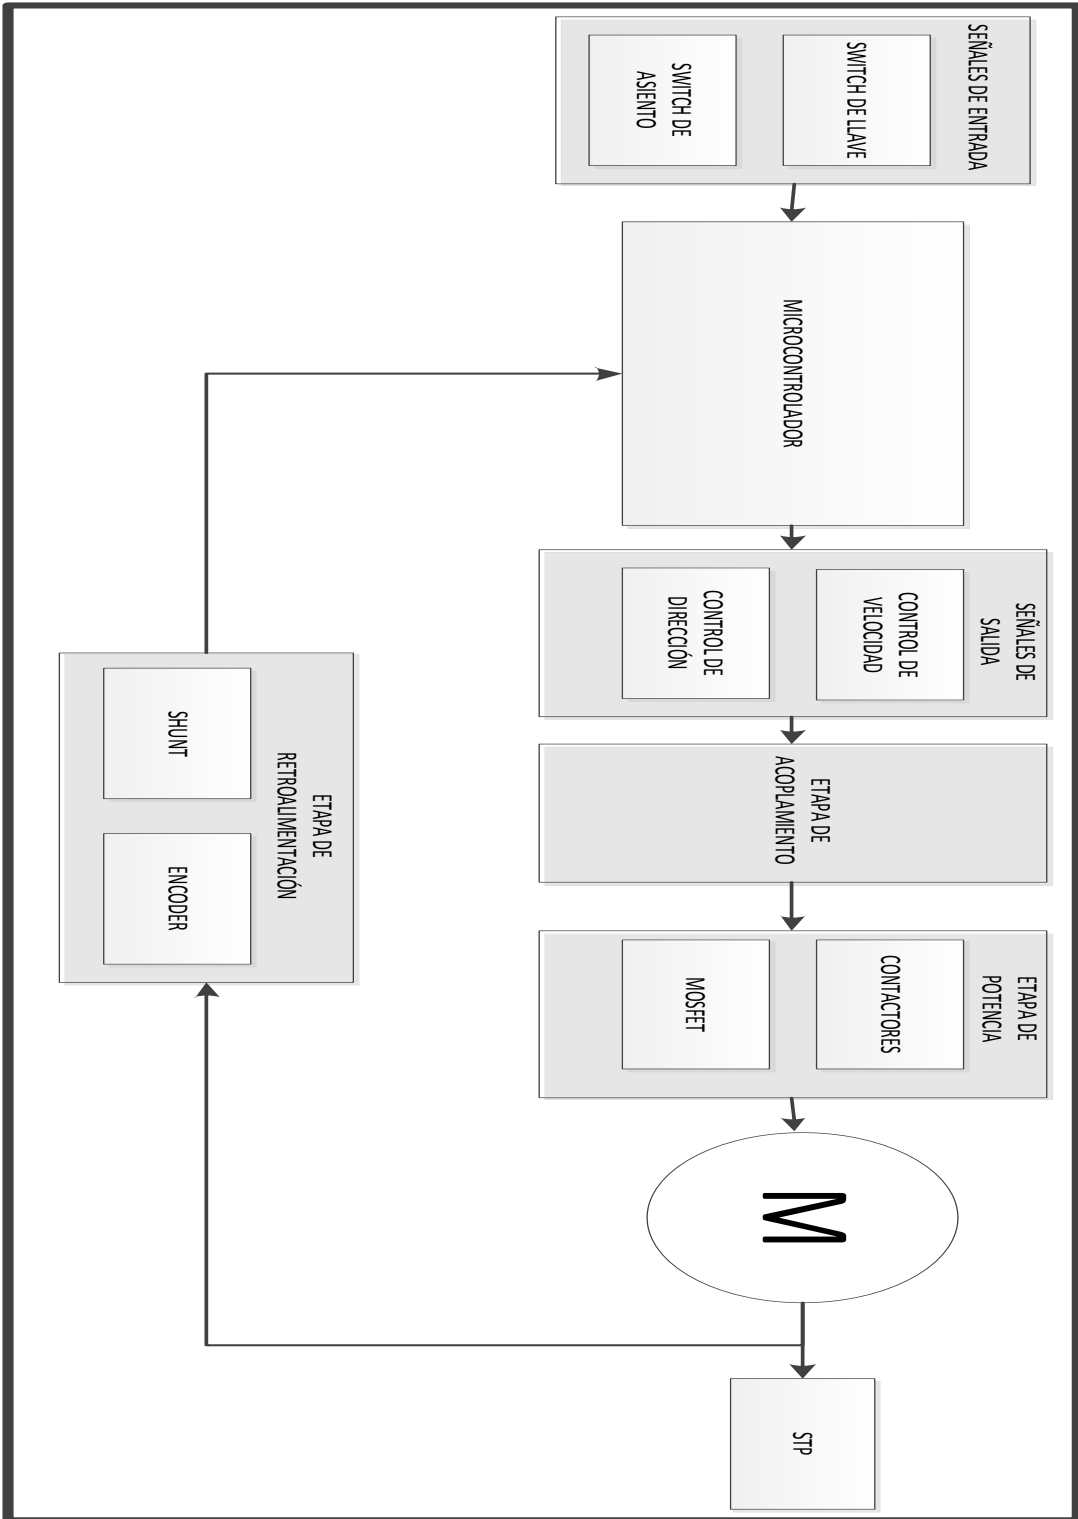 SEÑALES DE ENTRADA
SWITCH DE LLAVE
SWITCH DE
ASIENTO
MICROCONTROLADOR
SEÑALES DE
SALIDA
CONTROL DE
VELOCIDAD
CONTROL DE
DIRECCIÓN
ETAPA DE
ACOPLAMIENTO
ETAPA DE
POTENCIA
CONTACTORES
MOSFET
M
STP
ETAPA DE
RETROALIMENTACIÓN
SHUNT
ENCODER